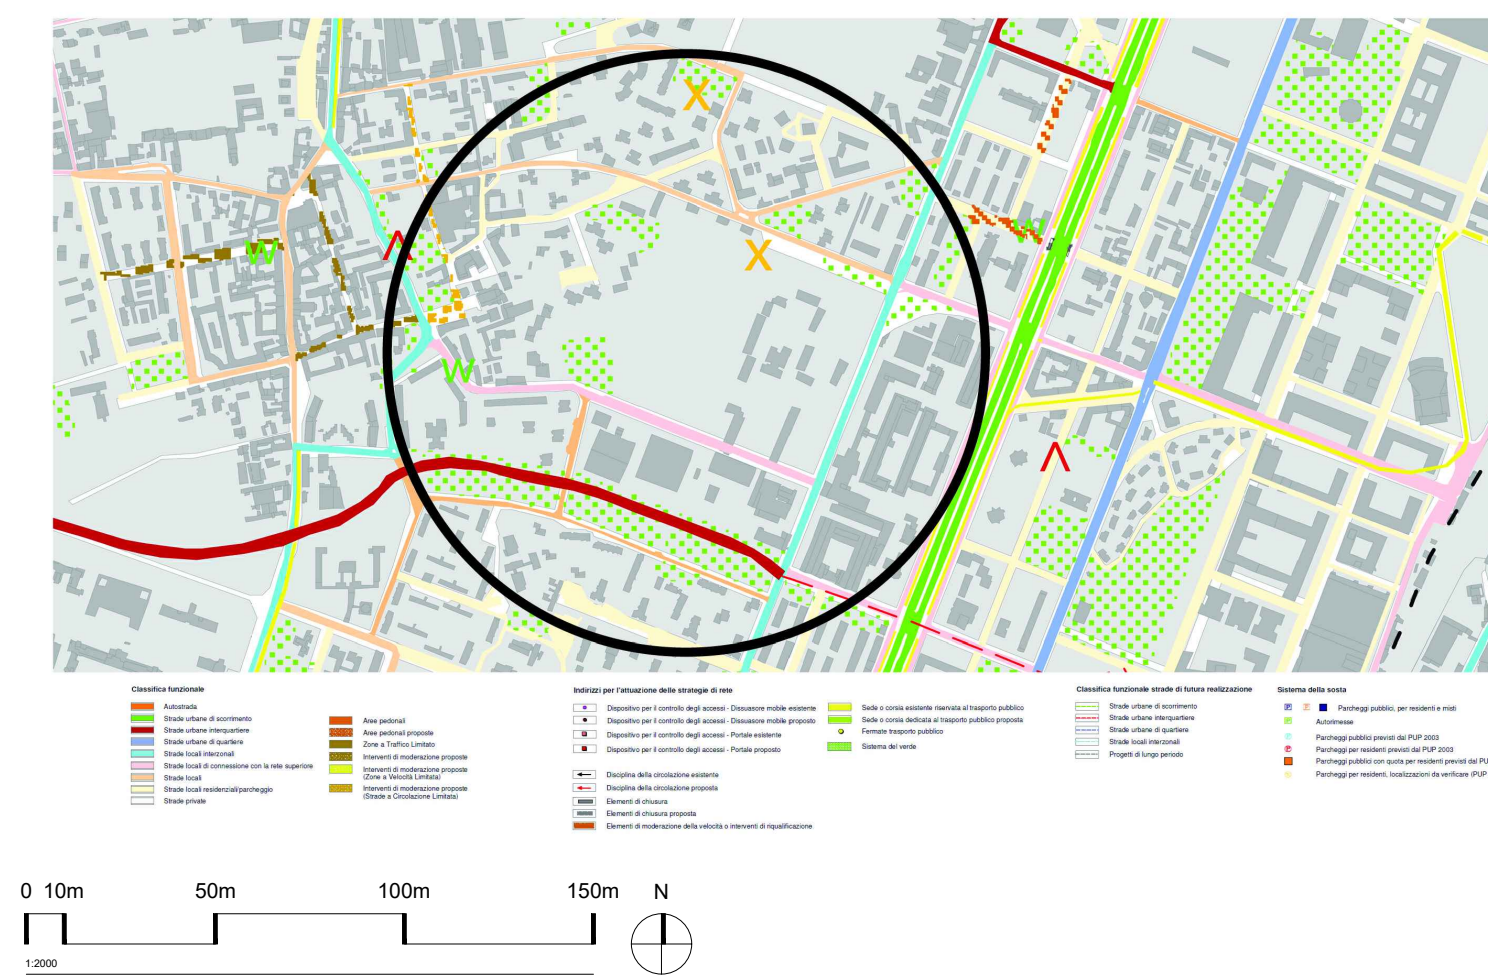 X
X
W
W
W
Classifica funzionale
Autostrada
Strade urbane di scorrimento
Strade urbane interquartiere
Strade urbane di quartiere
Strade locali interzonali
Strade locali di connessione con la rete superiore
Strade locali
Strade locali residenziali/parcheggio
Strade private
Aree pedonali
Aree pedonali proposte
Zone a Traffico Limitato
Interventi di moderazione proposte
Interventi di moderazione proposte
(Zone a Velocità Limitata)
Interventi di moderazione proposte
(Strade a Circolazione Limitata)
Indirizzi per l'attuazione delle strategie di rete
Dispositivo per il controllo degli accessi - Dissuasore mobile esistente
Dispositivo per il controllo degli accessi - Dissuasore mobile proposto
Dispositivo per il controllo degli accessi - Portale esistente
Dispositivo per il controllo degli accessi - Portale proposto
Disciplina della circolazione esistente
Disciplina della circolazione proposta
Elementi di chiusura
Elementi di chiusura proposta
Elementi di moderazione della velocità o interventi di riqualificazione
Sede o corsia esistente riservata al trasporto pubblico
Sede o corsia dedicata al trasporto pubblico proposta
Fermate trasporto pubblico
Sistema del verde
Classifica funzionale strade di futura realizzazione
Strade urbane di scorrimento
Strade urbane interquartiere
Strade urbane di quartiere
Strade locali interzonali
Progetti di lungo periodo
Sistema della sosta
P P Parcheggi pubblici, per residenti e misti
Autorimesse
Parcheggi pubblici previsti dal PUP 2003
Parcheggi per residenti previsti dal PUP 2003
Parcheggi pubblici con quota per residenti previsti dal PU
Parcheggi per residenti, localizzazioni da verificare (PUP
0 10m 50m 100m 150m N
1:2000